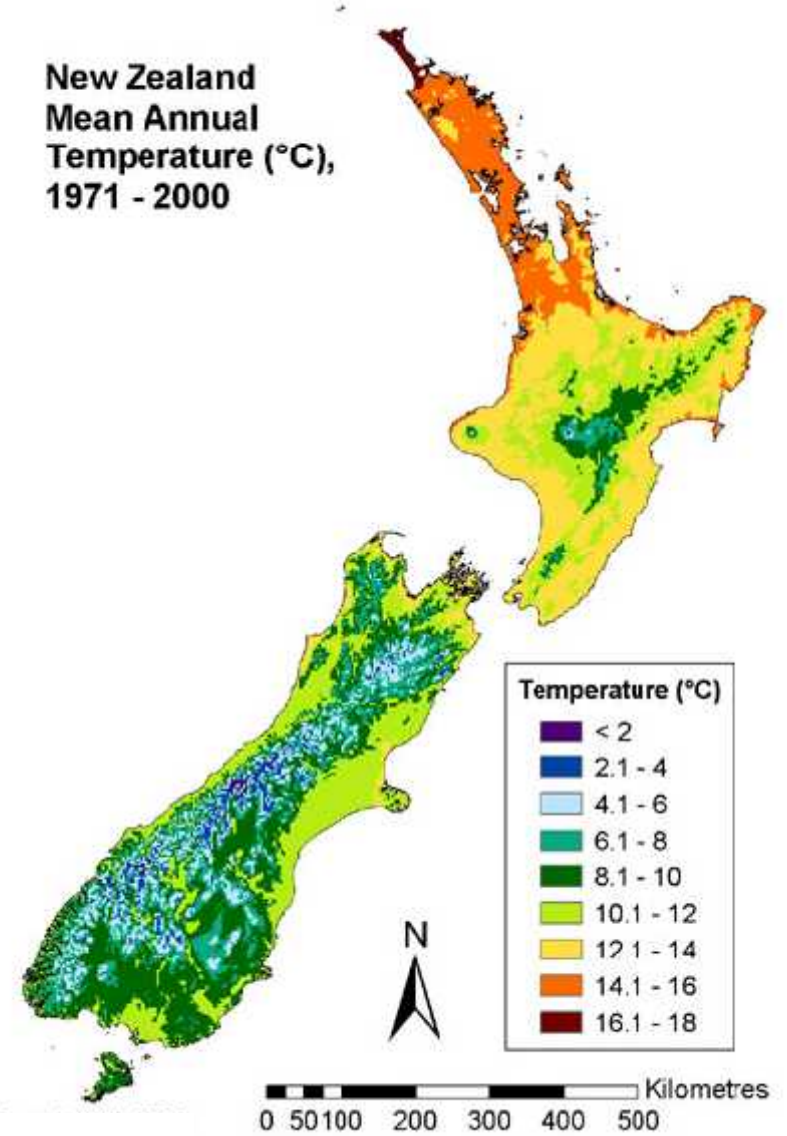 New Zealand
Mean Annual
Temperature (°C),
1971 - 2000
Temperature (°C)
< 2
2.1 - 4
4.1 - 6
6.1 - 8
8.1 - 10
10.1 - 12
12.1 - 14
14.1 - 16
16.1 - 18
N
Kilometres
0 50 100 200 300 400 500